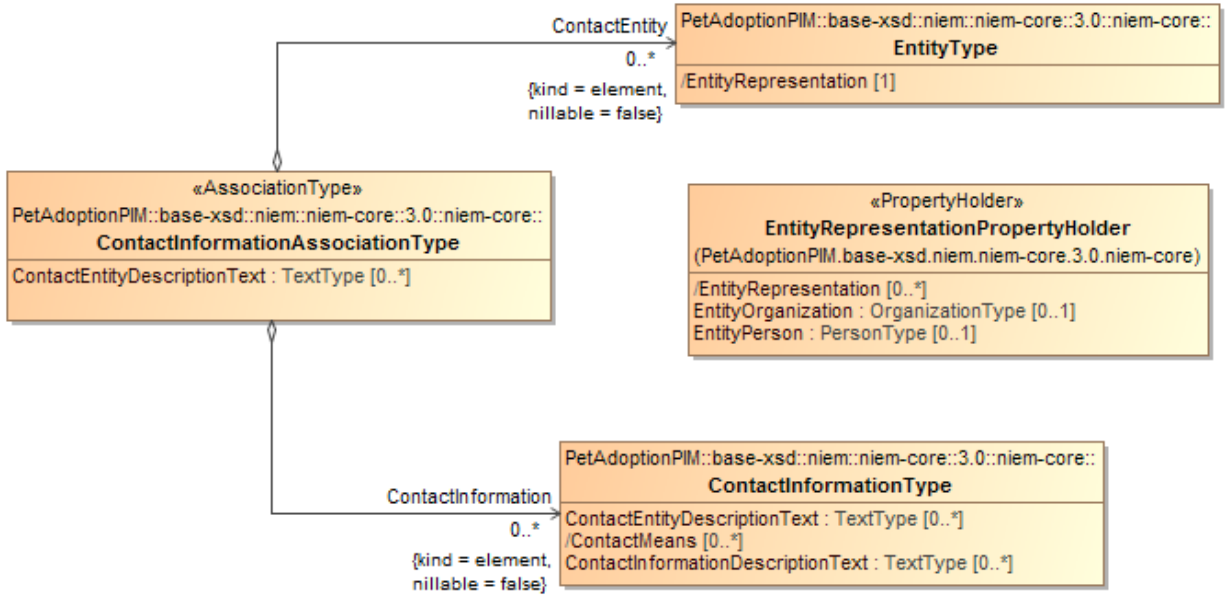 ContactEntity
0..*
{kind = element,
nillable = false}
PetAdoptionPIM::base-xsd::niem::niem-core::3.0::niem-core::
EntityType
/EntityRepresentation [1]
«AssociationType»
PetAdoptionPIM::base-xsd::niem::niem-core::3.0::niem-core::
ContactInformationAssociationType
ContactEntityDescriptionText : TextType [0..*]
«PropertyHolder»
EntityRepresentationPropertyHolder
(PetAdoptionPIM.base-xsd.niem.niem-core.3.0.niem-core)
/EntityRepresentation [0..*]
EntityOrganization : OrganizationType [0..1]
EntityPerson : PersonType [0..1]
ContactInformation
0..*
{kind = element,
nillable = false}
PetAdoptionPIM::base-xsd::niem::niem-core::3.0::niem-core::
ContactInformationType
ContactEntityDescriptionText : TextType [0..*]
/ContactMeans [0..*]
ContactInformationDescriptionText : TextType [0..*]